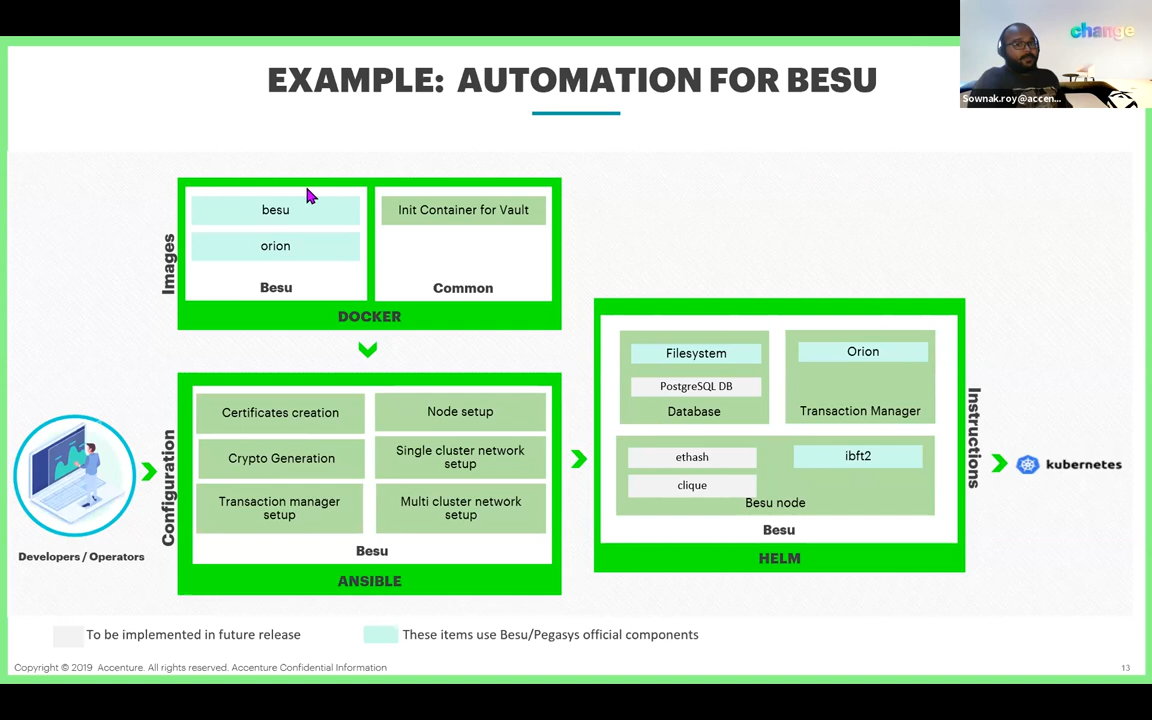 change
Sownak.roy@accen...
EXAMPLE: AUTOMATION FOR BESU
Images
besu
orion
Besu
Init Container for Vault
Common
DOCKER
Developers / Operators
Configuration
Certificates creation
Node setup
Crypto Generation
Single cluster network
setup
Transaction manager
setup
Multi cluster network
setup
Besu
ANSIBLE
Filesystem
PostgreSQL DB
Database
Orion
Transaction Manager
ethash
clique
ibft2
Besu node
Besu
HELM
Instructions
kubernetes
To be implemented in future release
These items use Besu/Pegasys official components
Copyright © 2019 Accenture. All rights reserved. Accenture Confidential Information
13